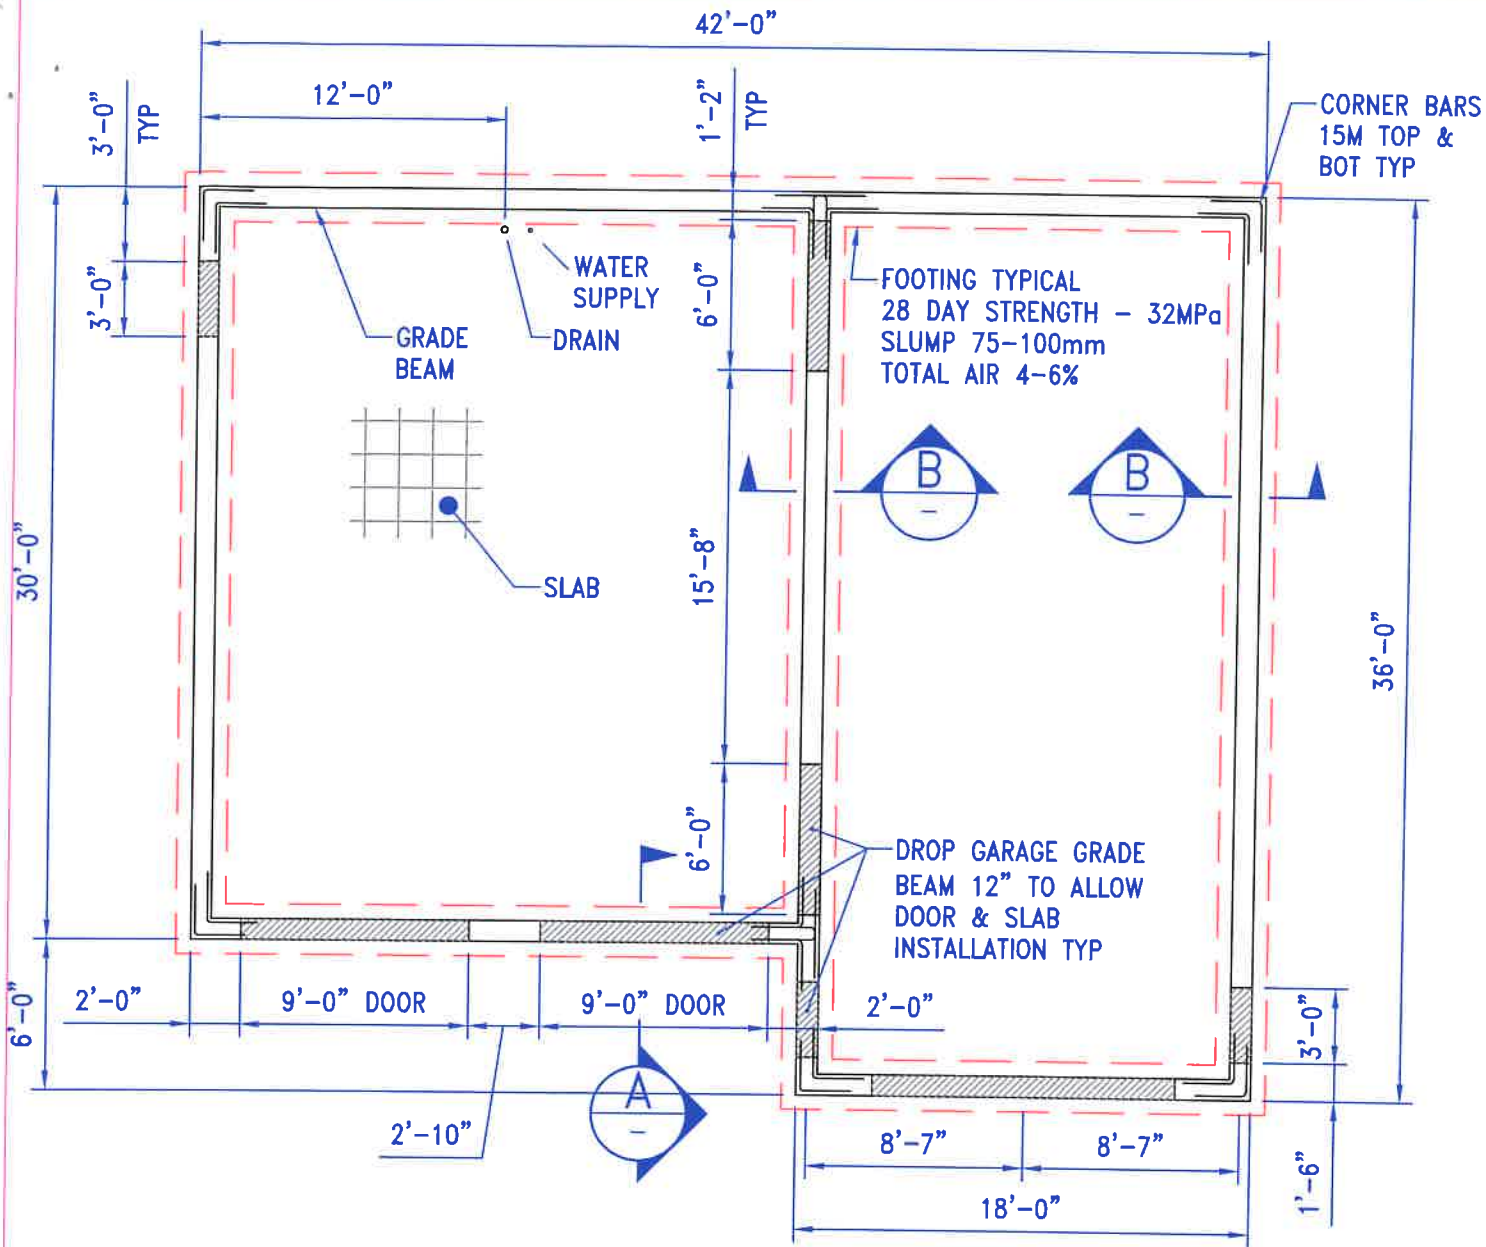 42'-0"
12'-0"
3'-0"
TYP
1'-2"
TYP
CORNER BARS
15M TOP &
BOT TYP
3'-0"
WATER
SUPPLY
DRAIN
GRADE
BEAM
6'-0"
FOOTING TYPICAL
28 DAY STRENGTH - 32MPa
SLUMP 75-100mm
TOTAL AIR 4-6%
B
-
B
-
30'-0"
SLAB
15'-8"
36'-0"
6'-0"
DROP GARAGE GRADE
BEAM 12" TO ALLOW
DOOR & SLAB
INSTALLATION TYP
6'-0"
2'-0"
9'-0" DOOR
9'-0" DOOR
2'-0"
3'-0"
2'-10"
A
-
8'-7"
8'-7"
1'-6"
18'-0"